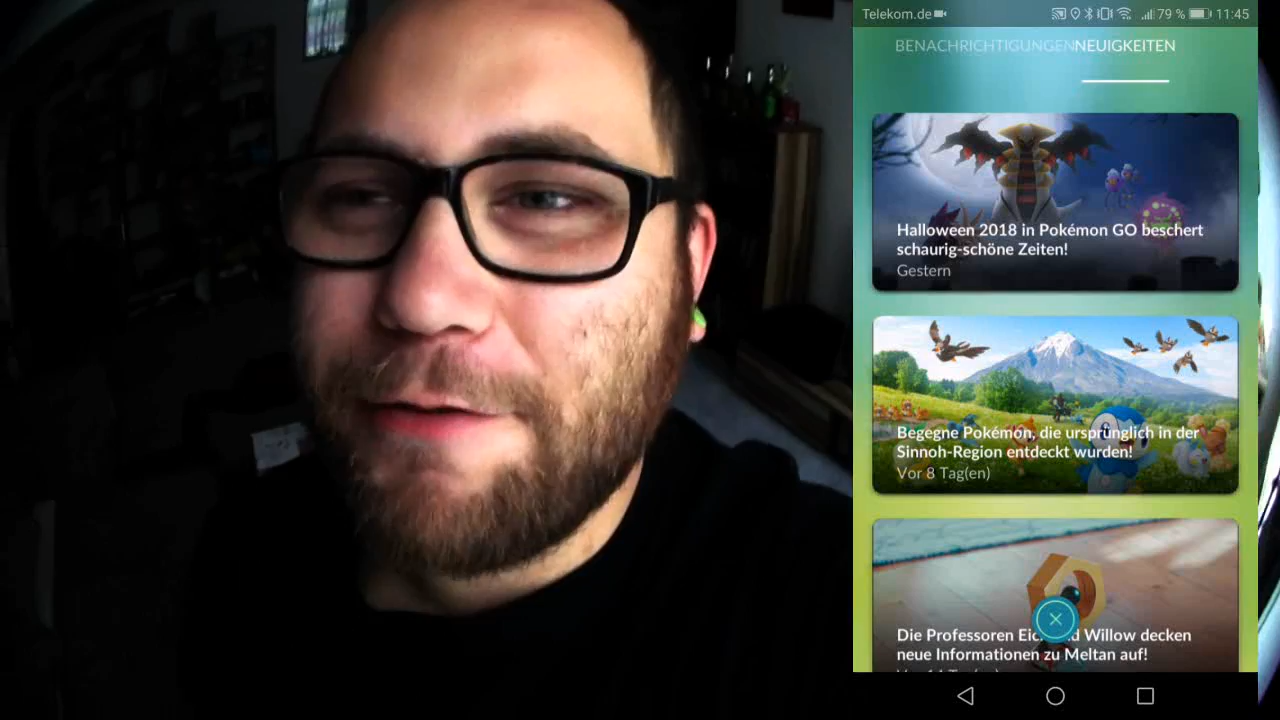 Telekom.de
79 %
11:45
BENACHRICHTIGUNGEN
NEUIGKEITEN
Halloween 2018 in Pokémon GO beschert
schaurig-schöne Zeiten!
Gestern
Begegne Pokémon, die ursprünglich in der
Sinnoh-Region entdeckt wurden!
Vor 8 Tag(en)
Die Professoren Willow decken
neue Informationen zu Meltan auf!